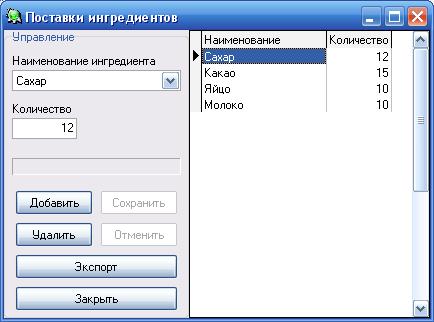 Поставки ингредиентов
Управление
Наименование ингредиента
Сахар
Количество
12
Добавить Сохранить
Удалить Отменить
Экспорт
Закрыть
Наименование Количество
Сахар 12
Какао 15
Яйцо 10
Молоко 10